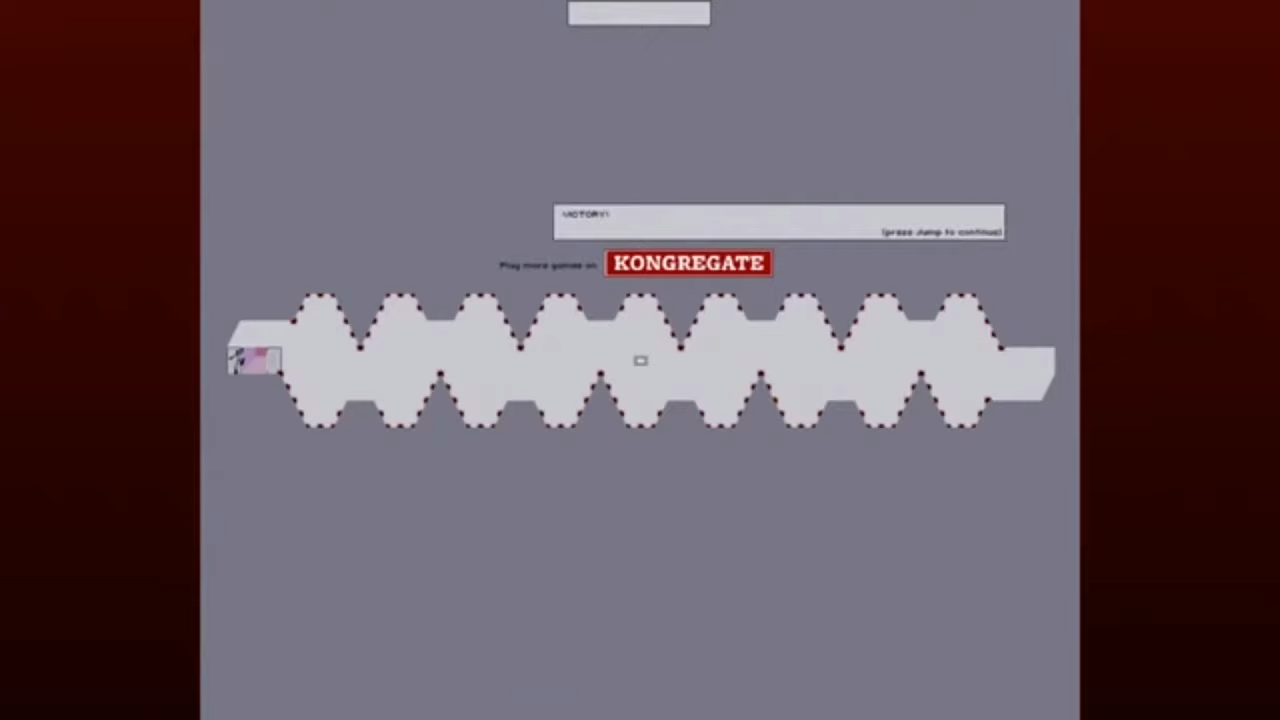 VICTORY!
(press Jump to continue)
Play more games on KONGREGATE